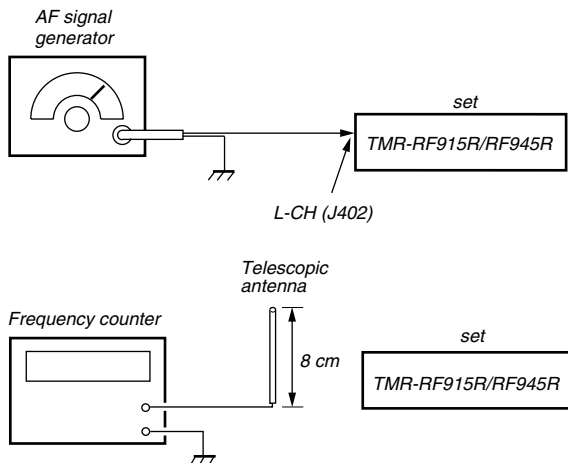 AF signal
generator
set
TMR-RF915R/RF945R
L-CH (J402)
Telescopic
antenna
Frequency counter
8 cm
set
TMR-RF915R/RF945R